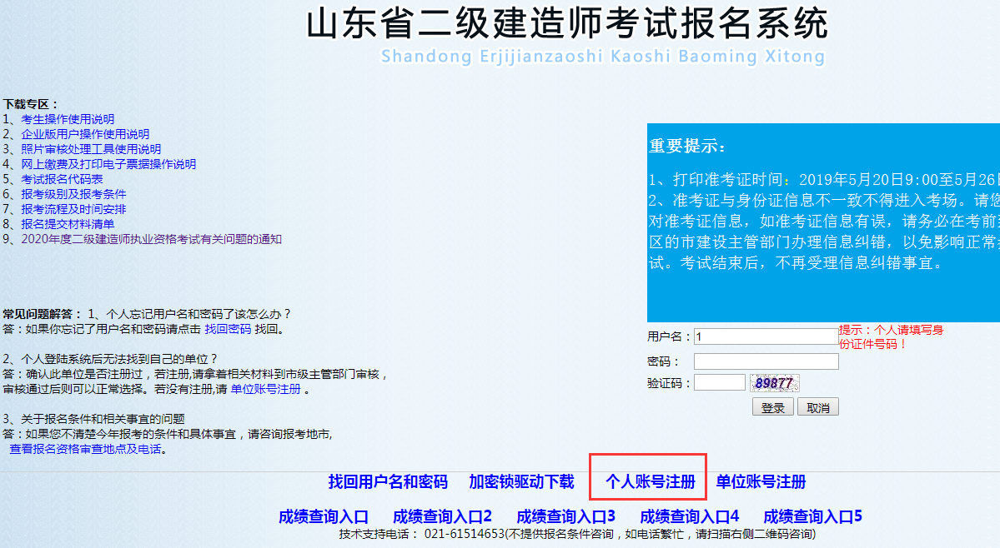 山东省二级建造师考试报名系统
Shandong Erjijianzaoshi Kaoshi Baoming Xitong
下载专区：
1、考生操作使用说明
2、企业版用户操作使用说明
3、照片审核处理工具使用说明
4、网上缴费及打印电子票据操作说明
5、考试报名代码表
6、报考级别及报考条件
7、报考流程及时间安排
8、报名提交材料清单
9、2020年度二级建造师执业资格考试有关问题的通知
常见问题解答： 1、个人忘记用户名和密码了该怎么办？
答：如果你忘记了用户名和密码请点击 找回密码 找回。
2、个人登陆系统后无法找到自己的单位？
答：确认此单位是否注册过，若注册,请拿着相关材料到市级主管部门审核，
审核通过后则可以正常选择。若没有注册,请 单位账号注册 。
3、关于报名条件和相关事宜的问题
答：如果您不清楚今年报考的条件和具体事宜，请咨询报考地市,
查看报名资格审查地点及电话。
重要提示：
1、打印准考证时间：2019年5月20日9:00至5月26
2、准考证与身份证信息不一致不得进入考场。请您
对准考证信息，如准考证信息有误，请务必在考前
区的市建设主管部门办理信息纠错，以免影响正常
试。考试结束后，不再受理信息纠错事宜。
用户名：1
提示：个人请填写身
份证件号码！
密码：
验证码： 89877
登录 取消
找回用户名和密码 加密锁驱动下载 个人账号注册 单位账号注册
成绩查询入口 成绩查询入口2 成绩查询入口3 成绩查询入口4 成绩查询入口5
技术支持电话： 021-61514653(不提供报名条件咨询，如电话繁忙，请扫描右侧二维码咨询)